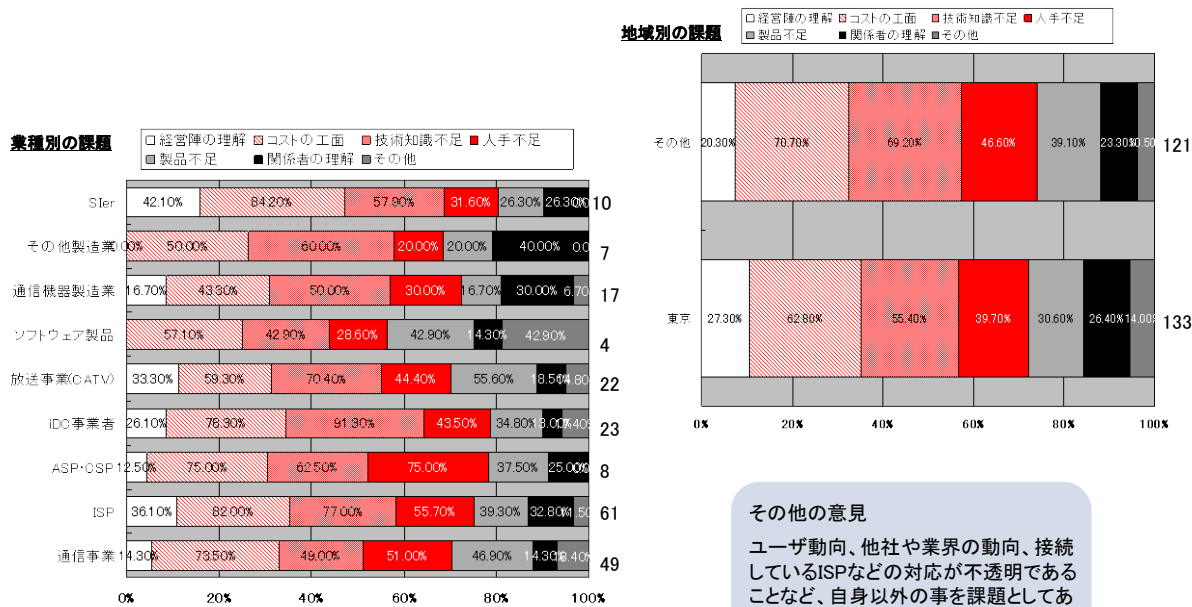 業種別の課題
□経営陣の理解 コストの工面 技術知識不足 人手不足
製品不足 関係者の理解 その他
SIer 42.10% 84.20% 57.90% 31.60% 26.30% 26.30% 10
その他製造業 50.00% 60.00% 20.00% 20.00% 40.00% 7
通信機器製造業 16.70% 43.30% 50.00% 30.00% 16.70% 30.00% 6.70 17
ソフトウェア製品 57.10% 42.90% 28.60% 42.90% 14.30% 42.90% 4
放送事業(CATV) 33.30% 59.30% 70.40% 44.40% 55.60% 18.5 22
iDC事業者 26.10% 78.30% 91.30% 43.50% 34.80% 23
ASP・CSP 12.50% 75.00% 62.50% 75.00% 37.50% 25.00 8
ISP 36.10% 82.00% 77.00% 55.70% 39.30% 32.80 61
通信事業 14.30% 73.50% 49.00% 51.00% 46.90% 14.30 49
0% 20% 40% 60% 80% 100%
地域別の課題
□経営陣の理解 コストの工面 技術知識不足 人手不足
製品不足 関係者の理解 その他
その他 20.30% 70.70% 69.20% 46.60% 39.10% 23.30% 121
東京 27.30% 62.80% 55.40% 39.70% 30.60% 26.40% 14.00% 133
0% 20% 40% 60% 80% 100%
その他の意見
ユーザ動向、他社や業界の動向、接続
しているISPなどの対応が不透明である
ことなど、自身以外の事を課題としてあ